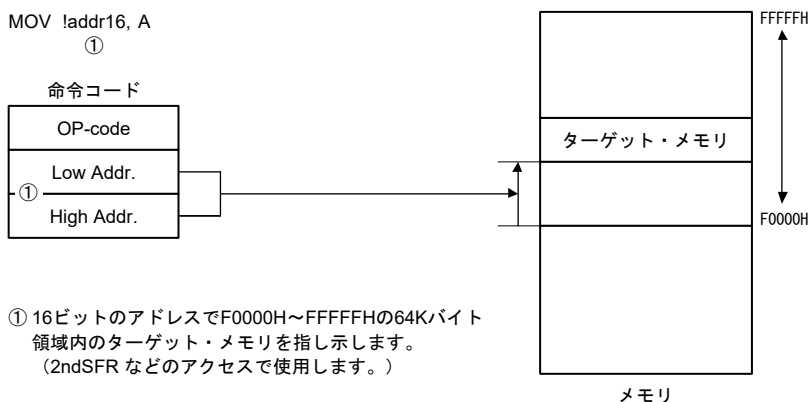 MOV !addr16, A
①
命令コード
OP-code
Low Addr.
①
High Addr.
FFFFFH
ターゲット・メモリ
F0000H
メモリ
① 16ビットのアドレスでF0000H～FFFFFHの64Kバイト
領域内のターゲット・メモリを指し示します。
（2ndSFR などのアクセスで使用します。）